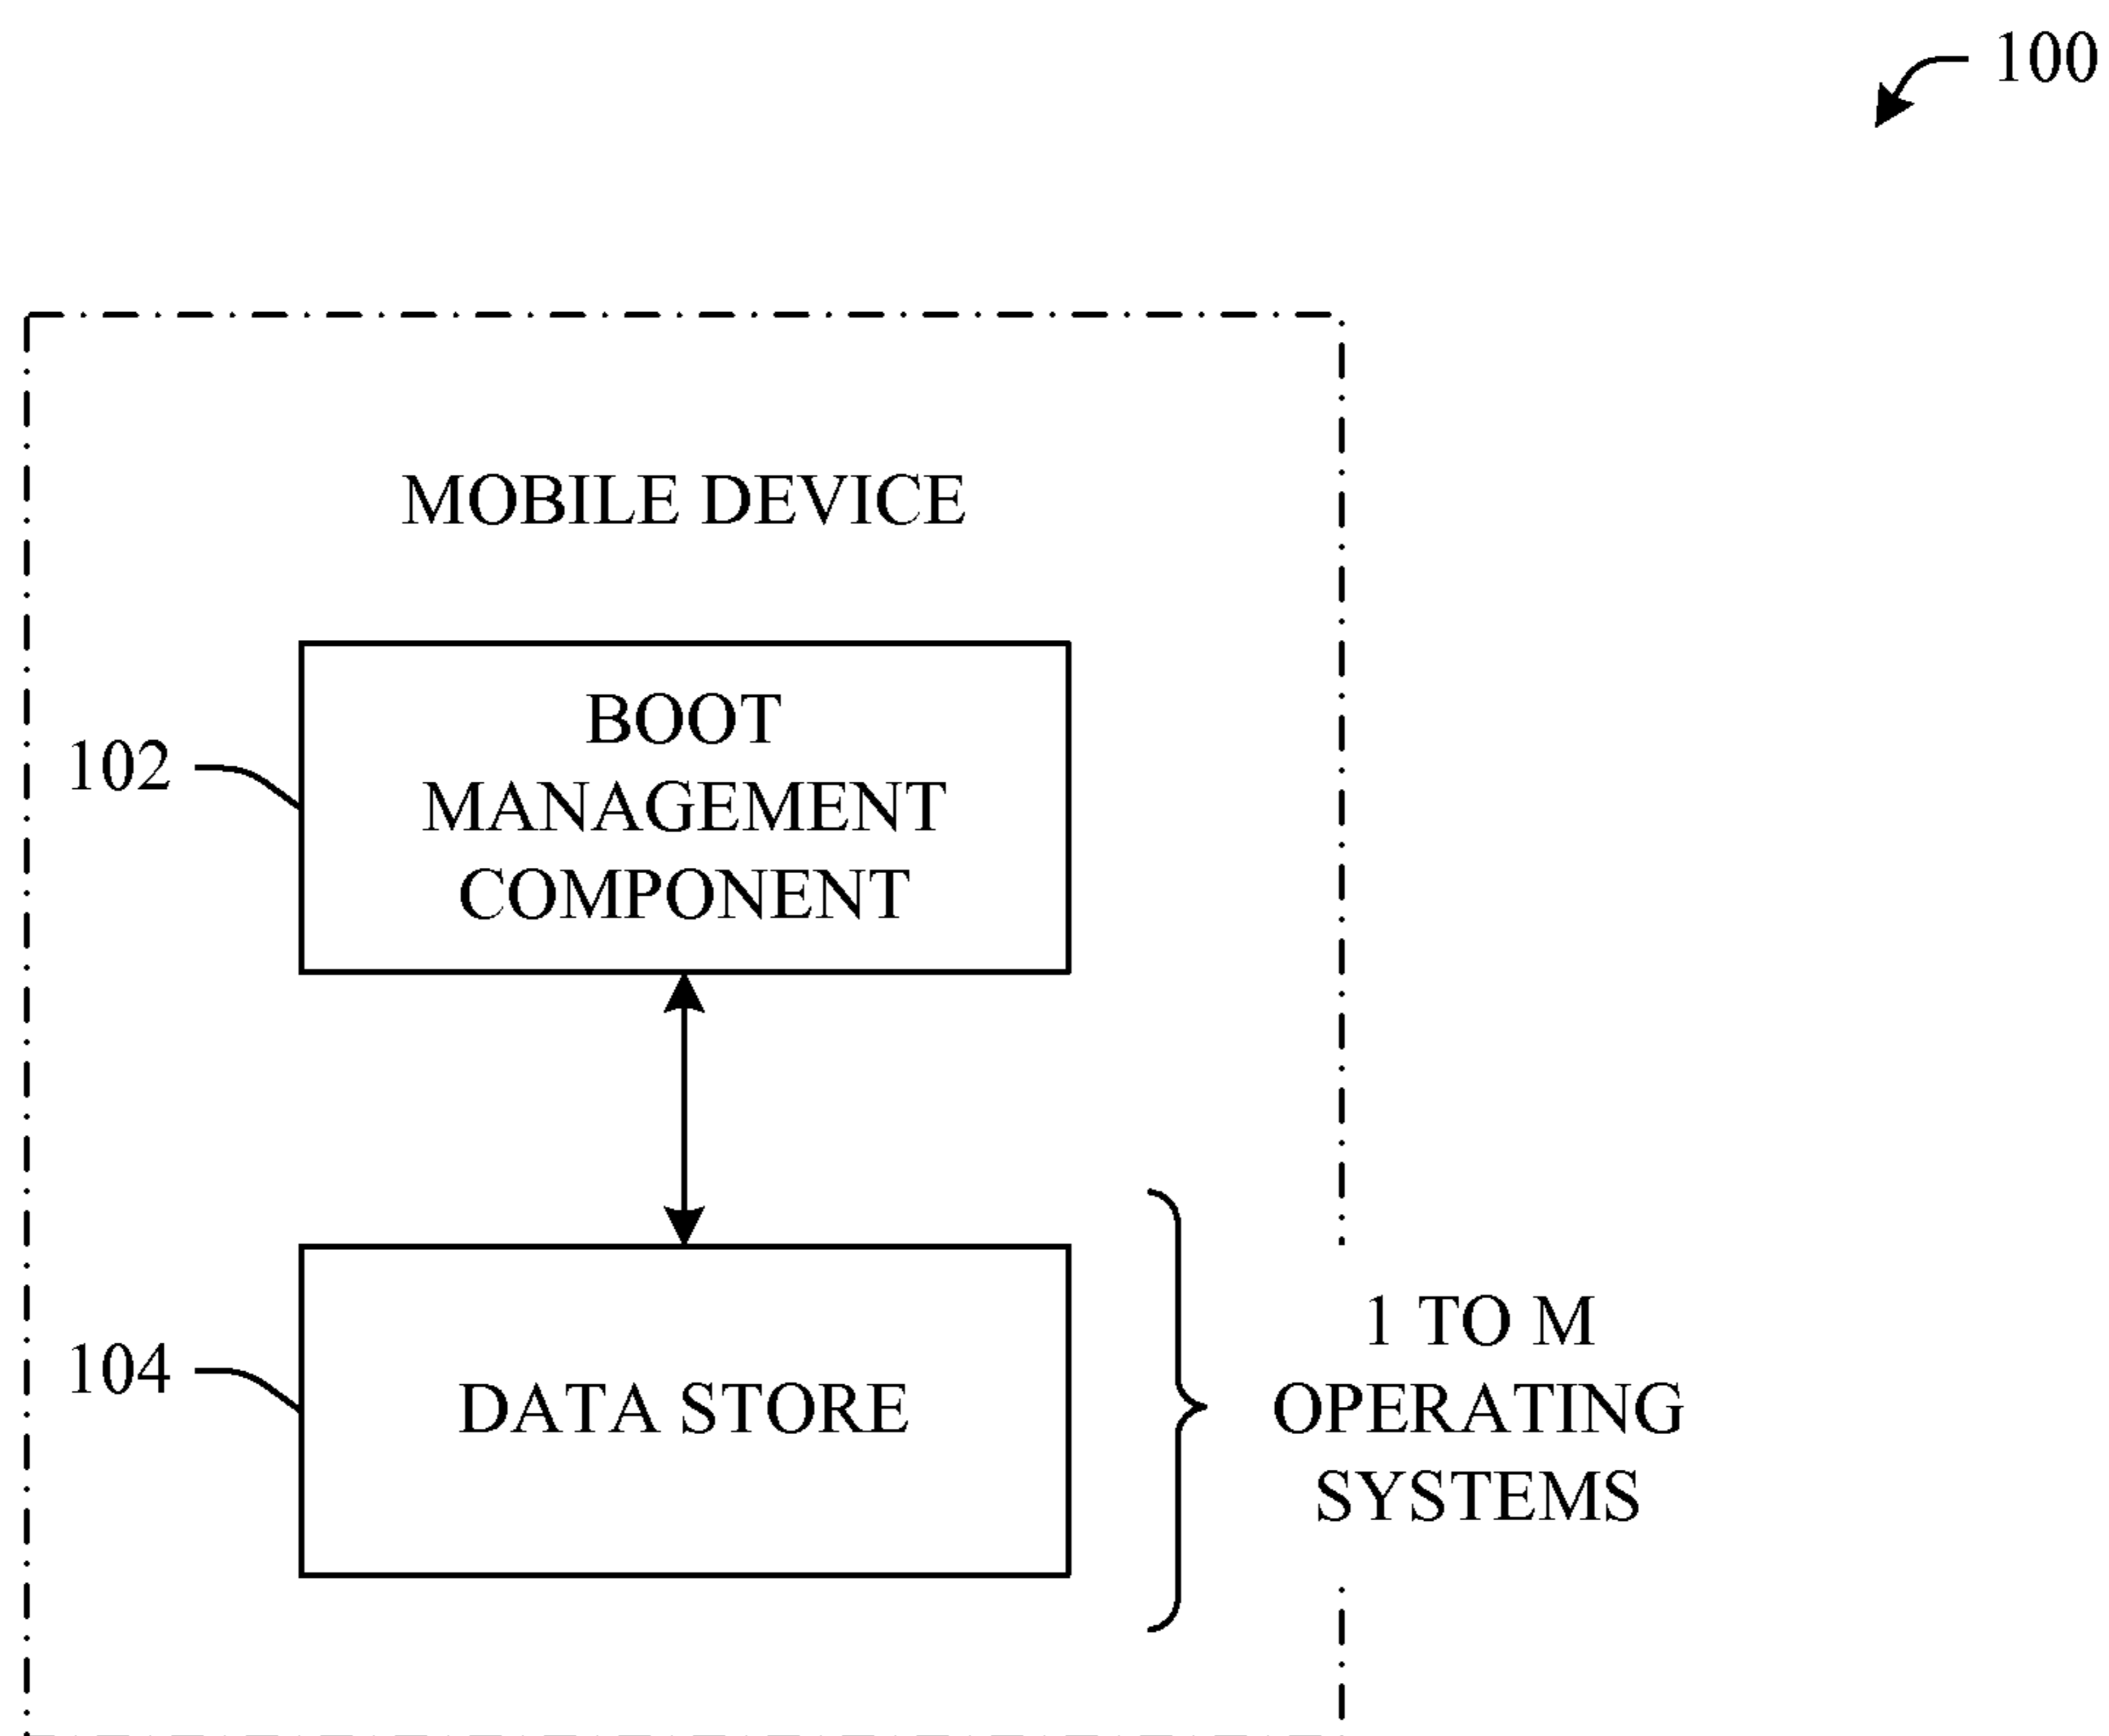 100
MOBILE DEVICE
BOOT
MANAGEMENT
COMPONENT
102
1 TO M
OPERATING
SYSTEMS
104
DATA STORE